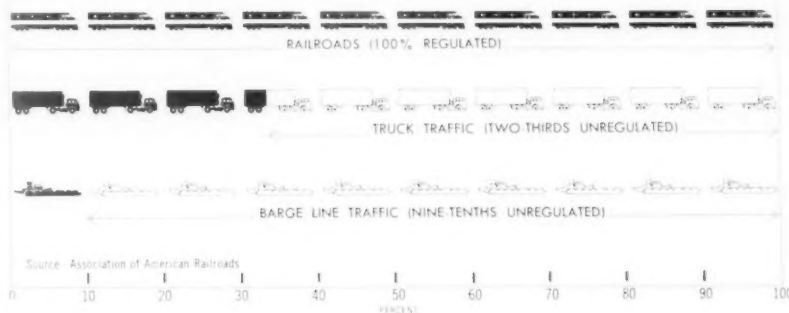 RAILROADS (100% REGULATED)
TRUCK TRAFFIC (TWO-THIRDS UNREGULATED)
BARGE LINE TRAFFIC (NINE-TENTHS UNREGULATED)
Source: Association of American Railroads
0 10 20 30 40 50 60 70 80 90 100
PERCENT